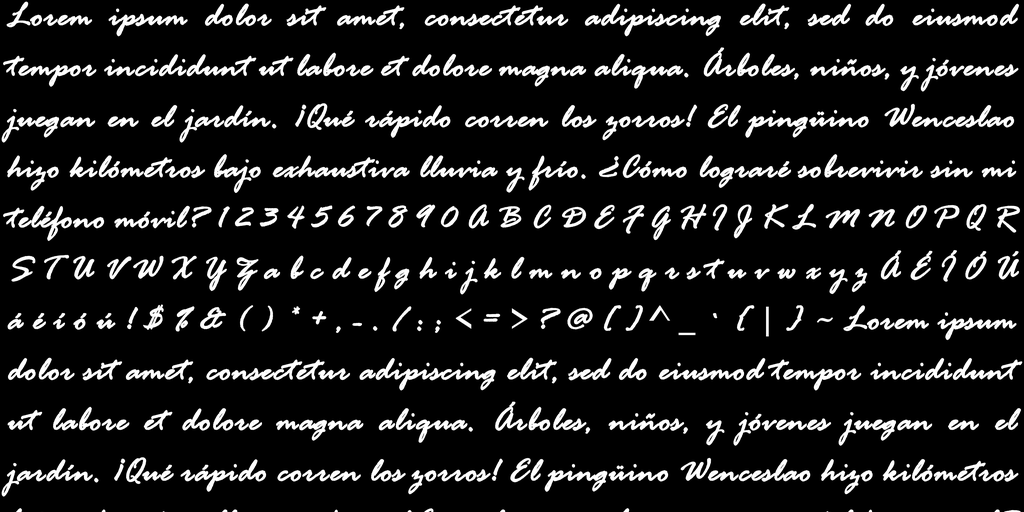 Lorem ipsum dolor sit amet, consectetur adipiscing elit, sed do eiusmod
tempor incididunt ut labore et dolore magna aliqua. Árboles, niños, y jóvenes
juegan en el jardín. ¡Qué rápido corren los zorros! El pingüino Wenceslao
hizo kilómetros bajo exhaustiva lluvia y frío. ¿Cómo lograré sobrevivir sin mi
teléfono móvil? 1 2 3 4 5 6 7 8 9 0 A B C D E F G H I J K L M N O P Q R
S T U V W X Y Z a b c d e f g h i j k l m n o p q r s t u v w x y z Á É Í Ó Ú
á é í ó ú ! $ % & ( ) * + , - . / : ; < = > ? @ [ ] ^ _ ` { | } ~ Lorem ipsum
dolor sit amet, consectetur adipiscing elit, sed do eiusmod tempor incididunt
ut labore et dolore magna aliqua. Árboles, niños, y jóvenes juegan en el
jardín. ¡Qué rápido corren los zorros! El pingüino Wenceslao hizo kilómetros